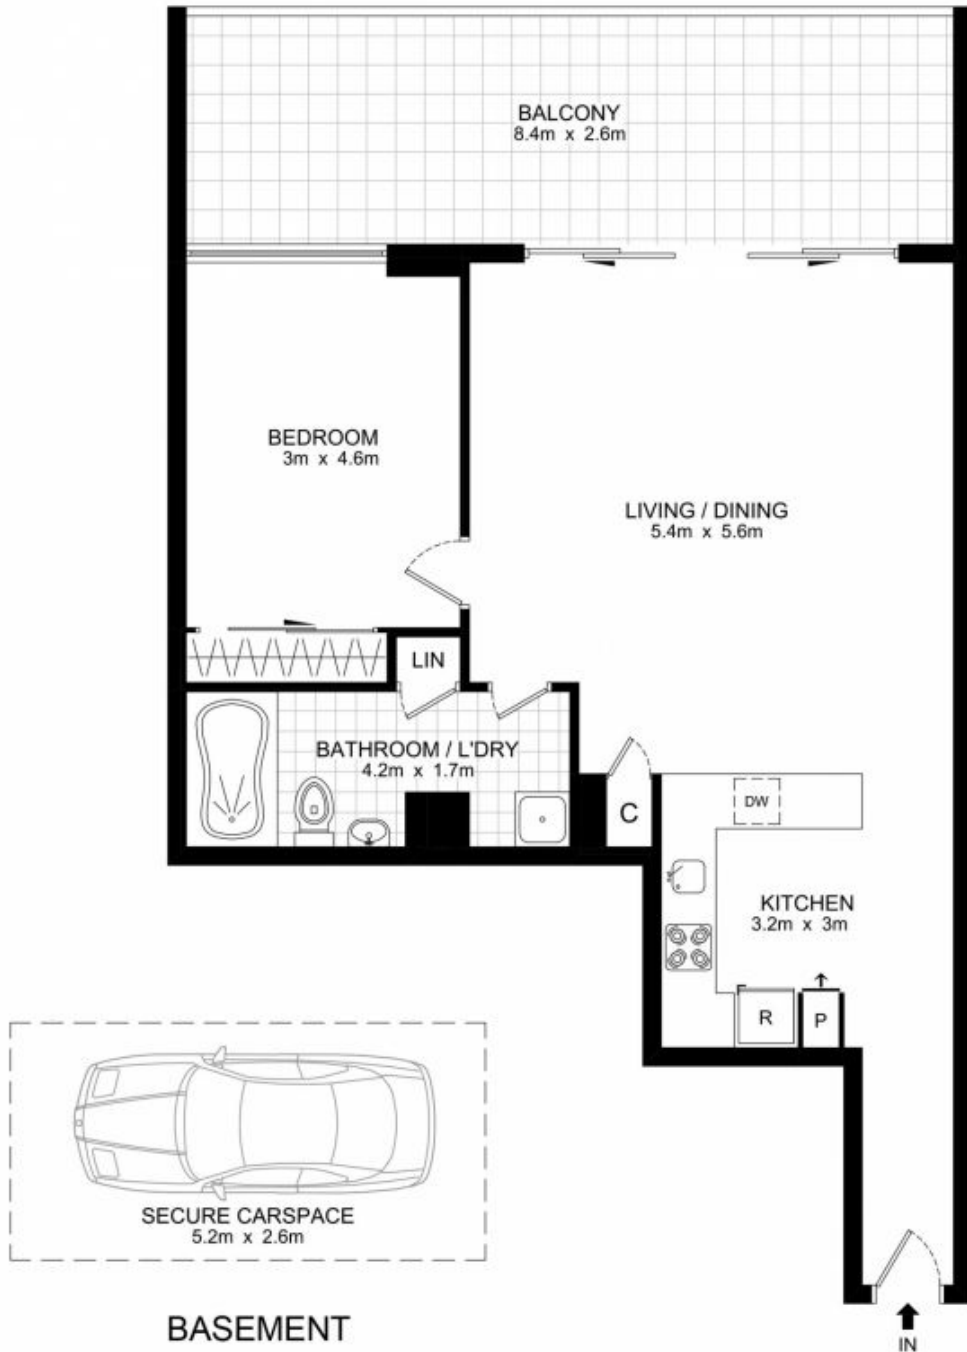 BALCONY
8.4m x 2.6m
BEDROOM
3m x 4.6m
LIVING / DINING
5.4m x 5.6m
LIN
BATHROOM / L'DRY
4.2m x 1.7m
C
DW
KITCHEN
3.2m x 3m
R
P
SECURE CARSPACE
5.2m x 2.6m
BASEMENT
IN